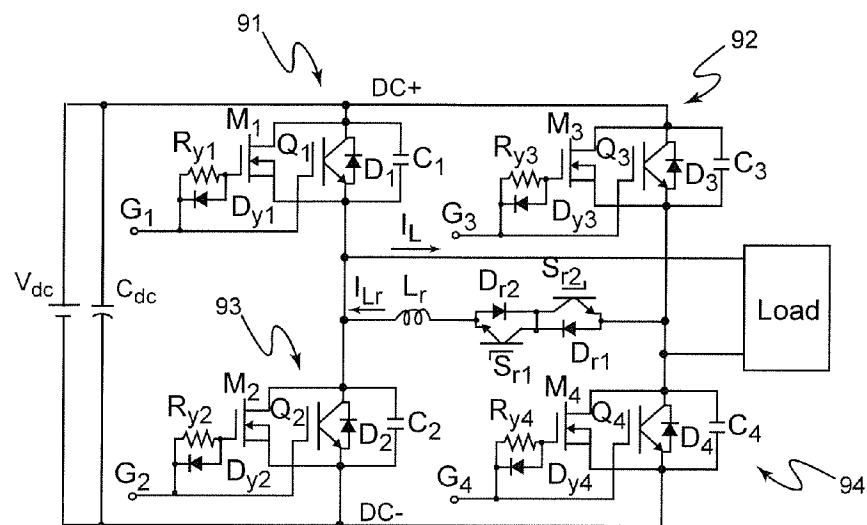 91
92
DC+
M1
Ry1
Q1
D1
C1
Dy1
G1
M3
Ry3
Q3
D3
C3
Dy3
G3
IL
Vdc
Cdc
ILr
Lr
Dr2
Sr2
Sr1
Dr1
Load
93
M2
Ry2
Q2
D2
C2
Dy2
G2
M4
Ry4
Q4
D4
C4
Dy4
G4
DC-
94